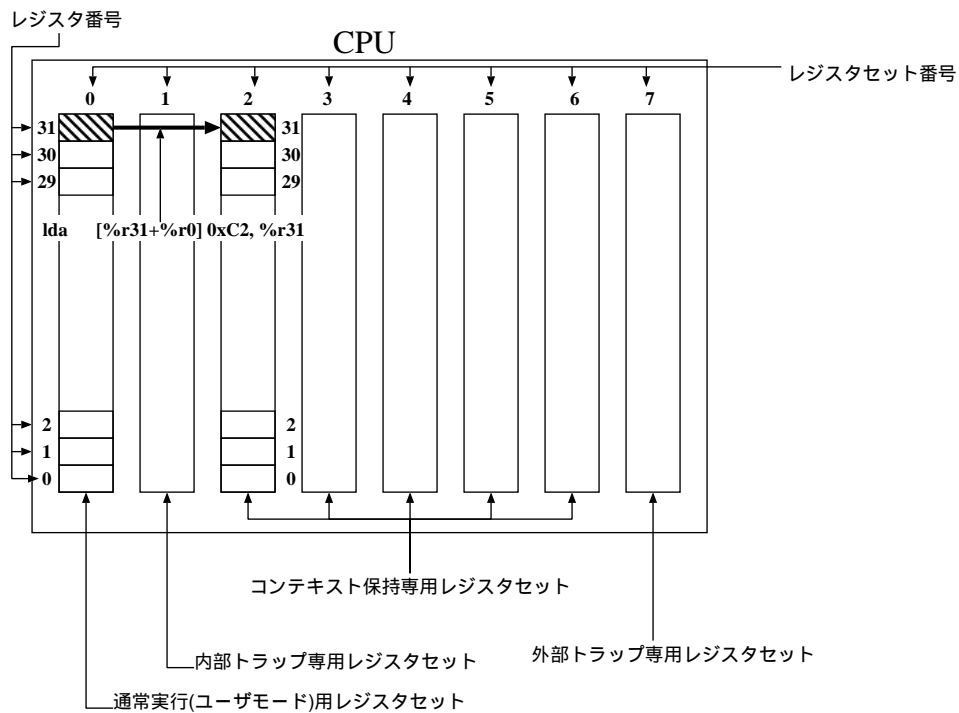 レジスタ番号
CPU
レジスタセット番号
0 1 2 3 4 5 6 7
31 31
30 30
29 29
lda [%r31+%r0] 0xC2, %r31
2 2
1 1
0 0
コンテキスト保持専用レジスタセット
内部トラップ専用レジスタセット
外部トラップ専用レジスタセット
通常実行(ユーザモード)用レジスタセット